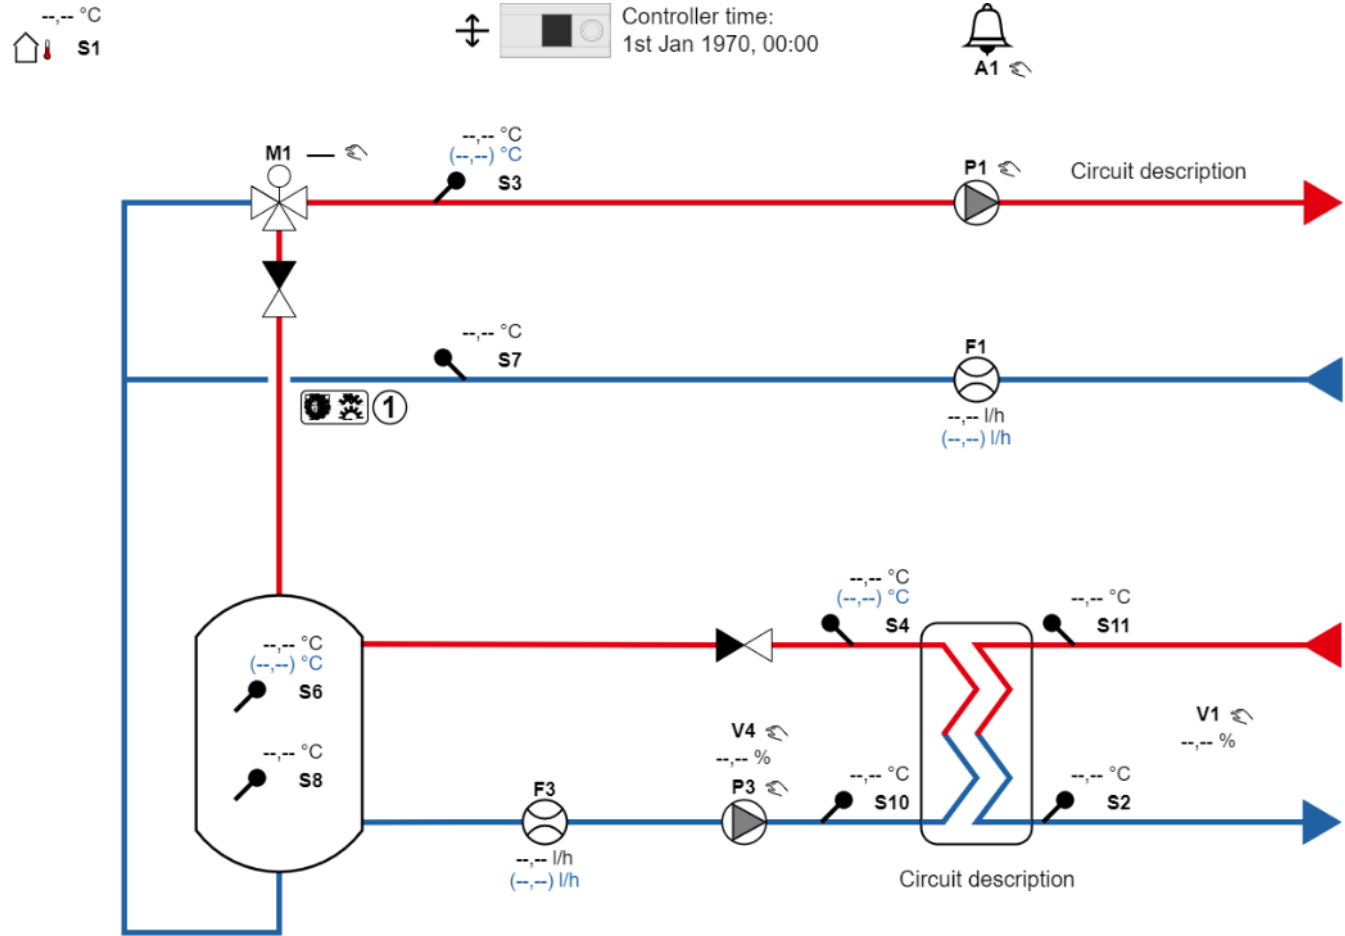 --,-- °C
S1
Controller time:
1st Jan 1970, 00:00
A1
--,-- °C
(--,--) °C
S3
M1
P1
Circuit description
--,-- °C
S7
F1
--,-- l/h
(--,--) l/h
1
--,-- °C
(--,--) °C
S4
--,-- °C
S11
--,-- °C
(--,--) °C
S6
--,-- °C
S8
V4
--,-- %
P3
V1
--,-- %
--,-- °C
S10
--,-- °C
S2
F3
--,-- l/h
(--,--) l/h
Circuit description